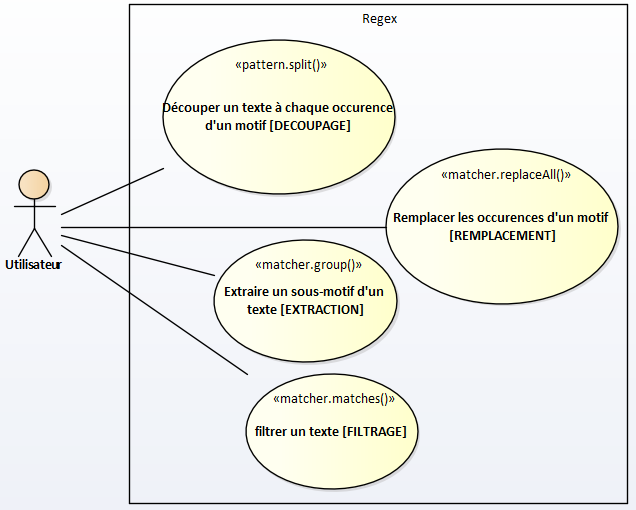 Regex
«pattern.split()»
Découper un texte à chaque occurence
d'un motif [DECOUPAGE]
«matcher.replaceAll()»
Remplacer les occurences d'un motif
[REMPLACEMENT]
Utilisateur
«matcher.group()»
Extraire un sous-motif d'un
texte [EXTRACTION]
«matcher.matches()»
filtrer un texte [FILTRAGE]